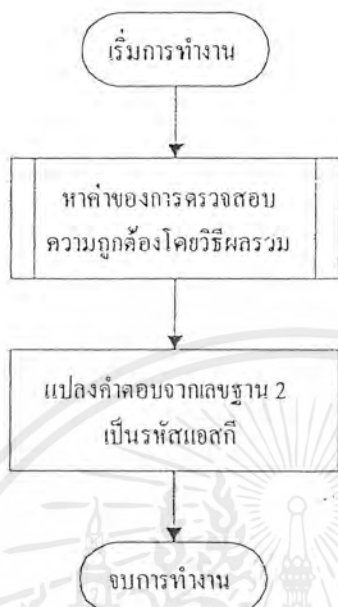 เริ่มการทำงาน
หาค่าของการตรวจสอบ
ความถูกต้องโดยวิธีผลรวม
แปลงคำตอบจากเลขฐาน 2
เป็นรหัสแอสกี
จบการทำงาน